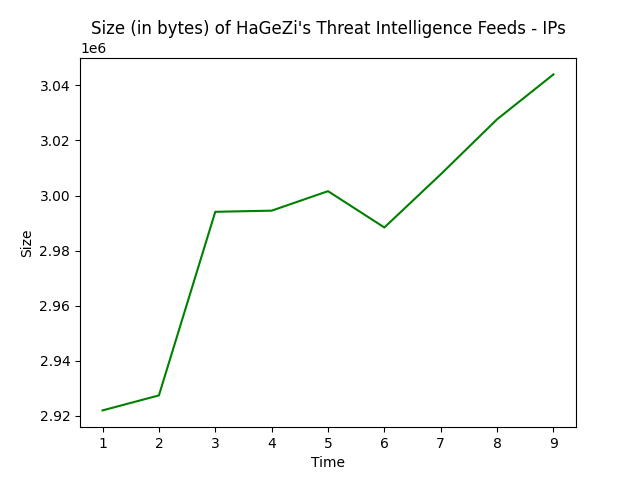 Size (in bytes) of HaGeZi's Threat Intelligence Feeds - IPs
1e6
3.04
3.02
3.00
2.98
2.96
2.94
2.92
Size
1 2 3 4 5 6 7 8 9
Time